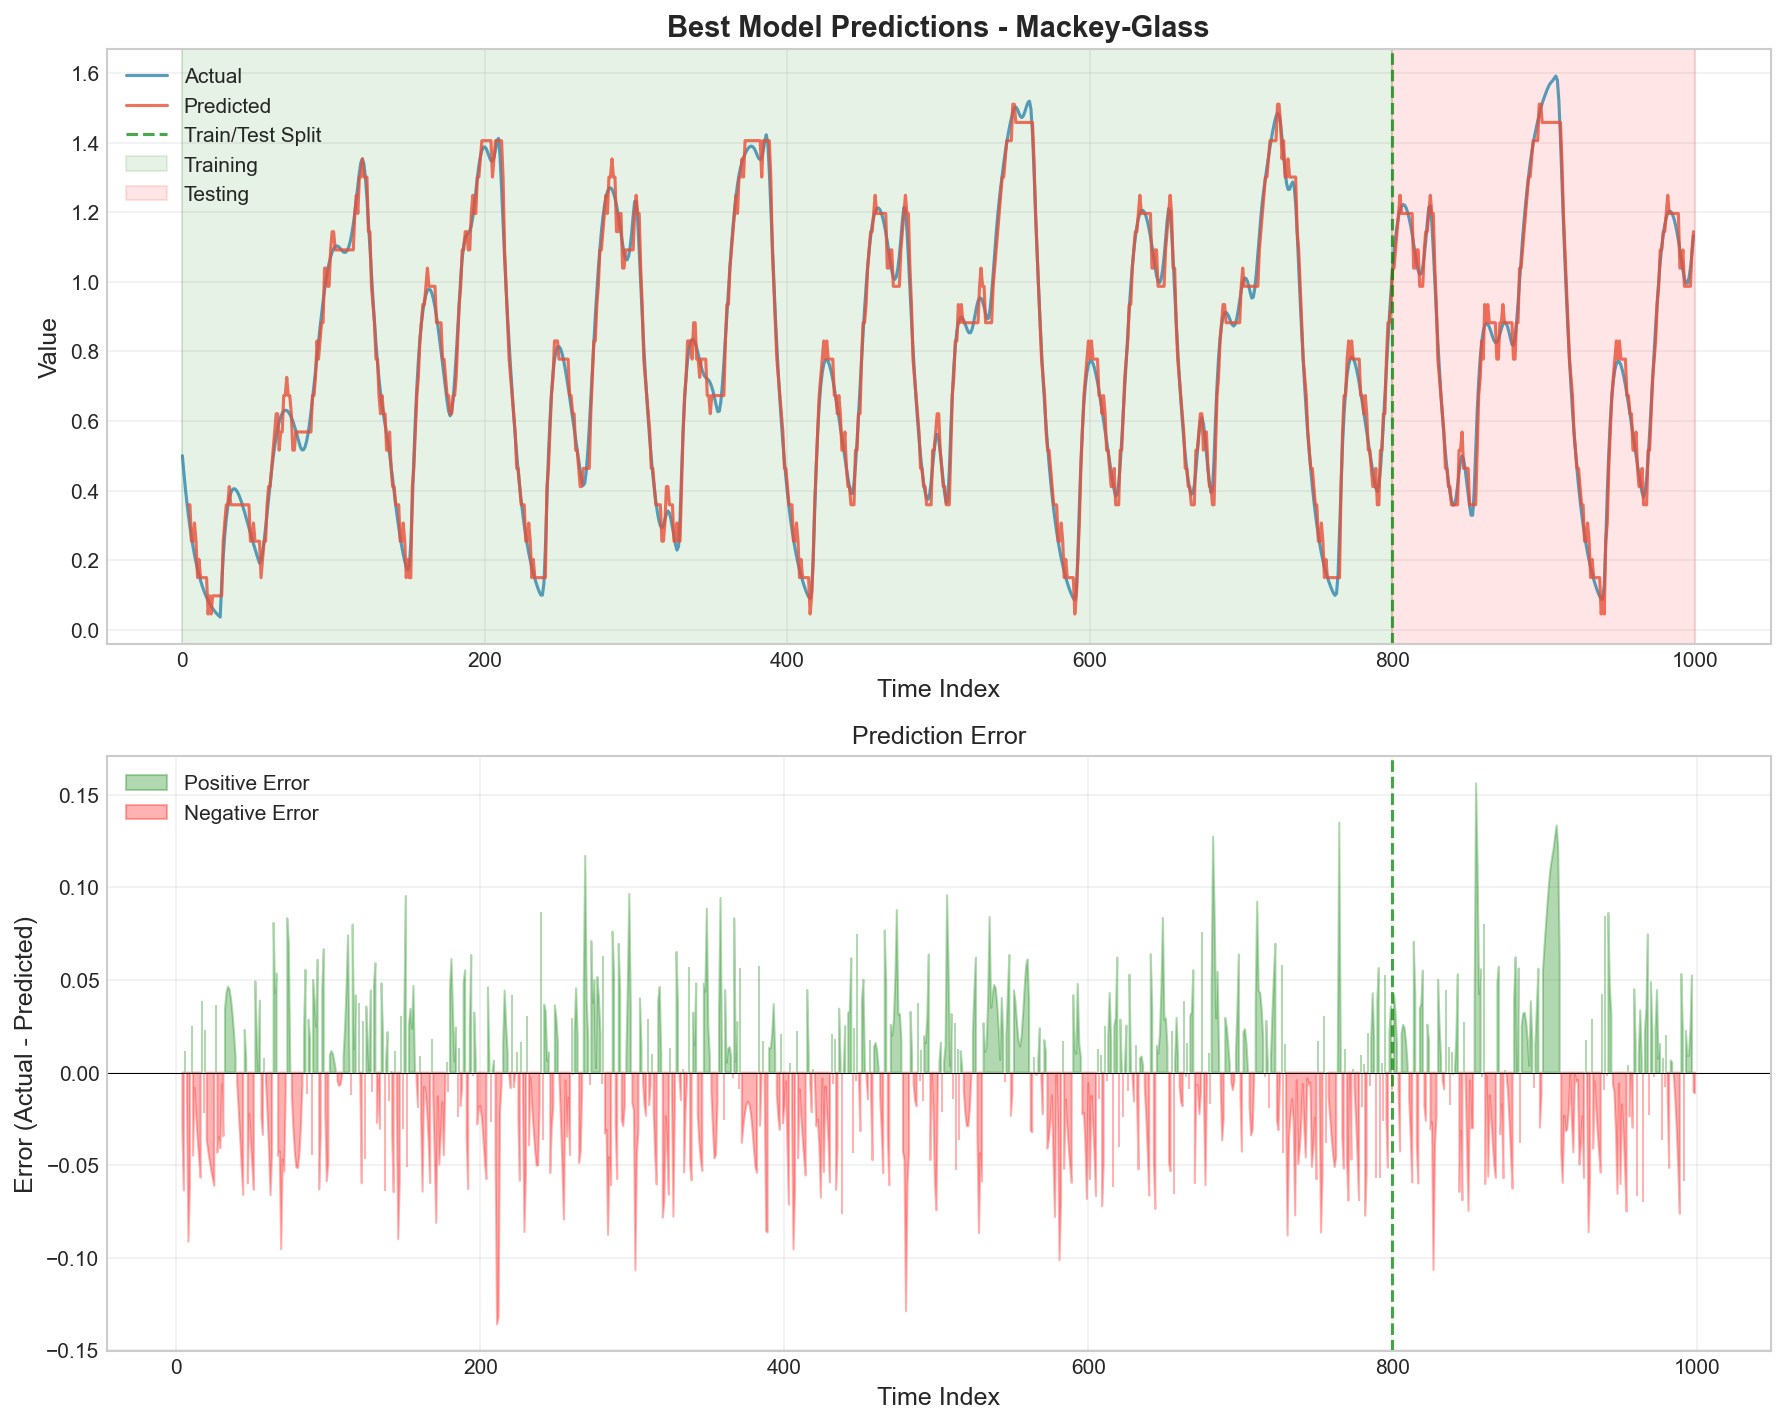 Best Model Predictions - Mackey-Glass
Actual
Predicted
Train/Test Split
Training
Testing
Value
1.6
1.4
1.2
1.0
0.8
0.6
0.4
0.2
0.0
0 200 400 600 800 1000
Time Index
Prediction Error
Positive Error
Negative Error
Error (Actual - Predicted)
0.15
0.10
0.05
0.00
−0.05
−0.10
−0.15
0 200 400 600 800 1000
Time Index